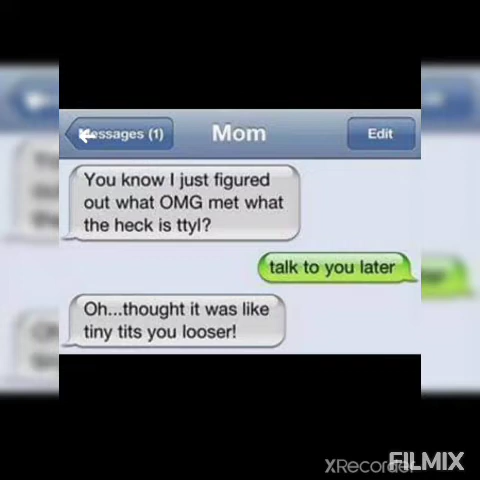 Messages (1)
Mom
Edit
You know I just figured
out what OMG met what
the heck is ttyl?
talk to you later
Oh...thought it was like
tiny tits you looser!
XRecorder
FILMIX